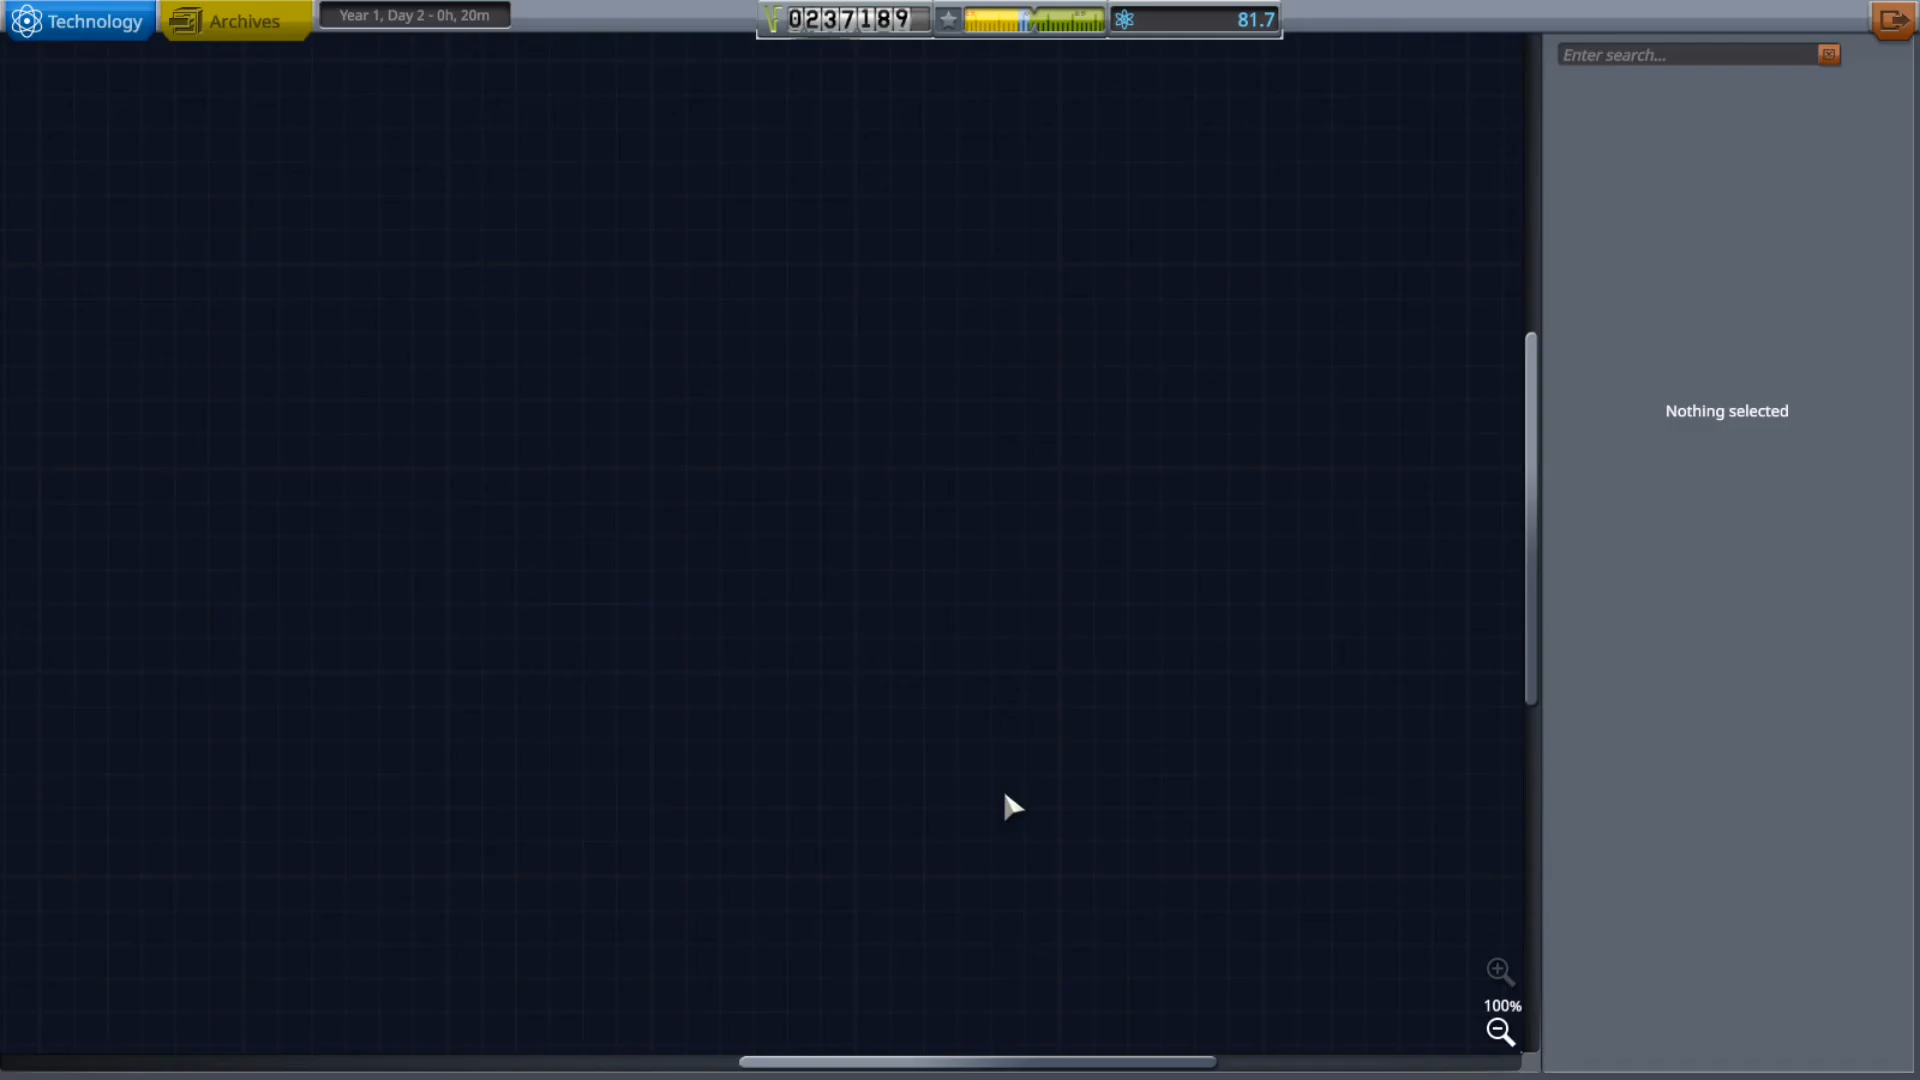 Technology
Archives
Year 1, Day 2 - 0h, 20m
0237189
81.7
Enter search...
Nothing selected
100%